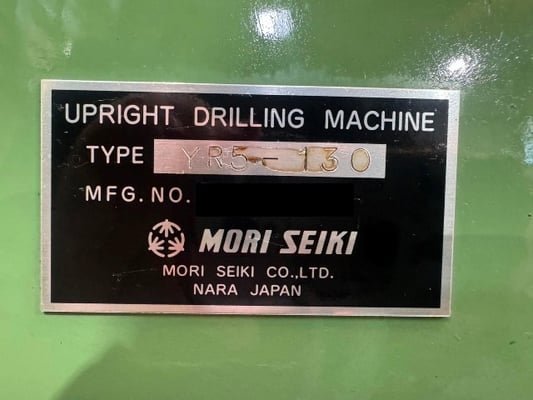 UPRIGHT DRILLING MACHINE
TYPE YR5-130
MFG. NO.
MORI SEIKI
MORI SEIKI CO.,LTD.
NARA JAPAN